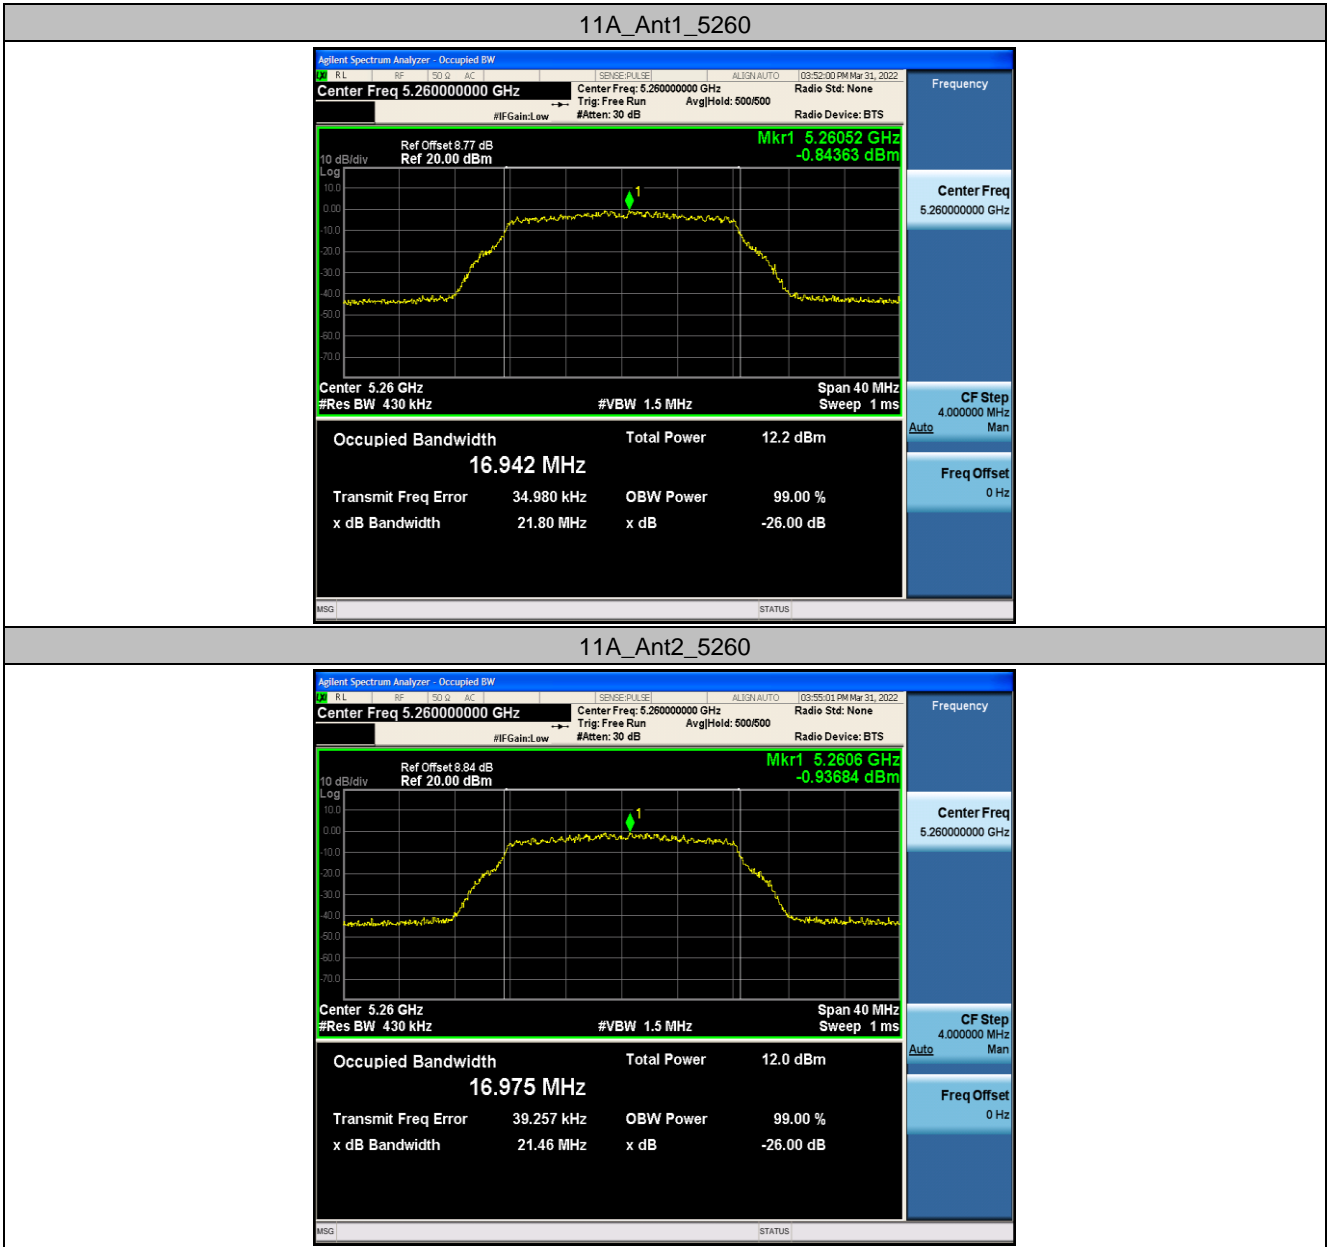 11A_Ant1_5260
Agilent Spectrum Analyzer - Occupied BW
LXI RL RF 50 Ω AC SENSE:PULSE ALIGN AUTO 03:52:00 PM Mar 31, 2022
Center Freq 5.260000000 GHz Center Freq: 5.260000000 GHz Radio Std: None
Trig: Free Run Avg|Hold: 500/500
#IFGain:Low #Atten: 30 dB Radio Device: BTS
Frequency
Mkr1 5.26052 GHz
-0.84363 dBm
Ref Offset 8.77 dB
10 dB/div Ref 20.00 dBm
Log
10.0
0.00
-10.0
-20.0
-30.0
-40.0
-50.0
-60.0
-70.0
1
Center 5.26 GHz Span 40 MHz
#Res BW 430 kHz #VBW 1.5 MHz Sweep 1 ms
Center Freq
5.260000000 GHz
CF Step
4.000000 MHz
Auto Man
Freq Offset
0 Hz
Occupied Bandwidth Total Power 12.2 dBm
16.942 MHz
Transmit Freq Error 34.980 kHz OBW Power 99.00 %
x dB Bandwidth 21.80 MHz x dB -26.00 dB
MSG STATUS
11A_Ant2_5260
Agilent Spectrum Analyzer - Occupied BW
LXI RL RF 50 Ω AC SENSE:PULSE ALIGN AUTO 03:55:01 PM Mar 31, 2022
Center Freq 5.260000000 GHz Center Freq: 5.260000000 GHz Radio Std: None
Trig: Free Run Avg|Hold: 500/500
#IFGain:Low #Atten: 30 dB Radio Device: BTS
Frequency
Mkr1 5.2606 GHz
-0.93684 dBm
Ref Offset 8.84 dB
10 dB/div Ref 20.00 dBm
Log
10.0
0.00
-10.0
-20.0
-30.0
-40.0
-50.0
-60.0
-70.0
1
Center 5.26 GHz Span 40 MHz
#Res BW 430 kHz #VBW 1.5 MHz Sweep 1 ms
Center Freq
5.260000000 GHz
CF Step
4.000000 MHz
Auto Man
Freq Offset
0 Hz
Occupied Bandwidth Total Power 12.0 dBm
16.975 MHz
Transmit Freq Error 39.257 kHz OBW Power 99.00 %
x dB Bandwidth 21.46 MHz x dB -26.00 dB
MSG STATUS